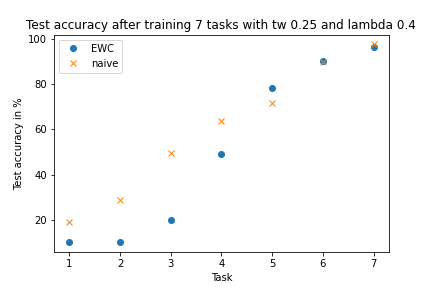 Test accuracy after training 7 tasks with tw 0.25 and lambda 0.4
EWC
naive
Test accuracy in %
100
80
60
40
20
1 2 3 4 5 6 7
Task